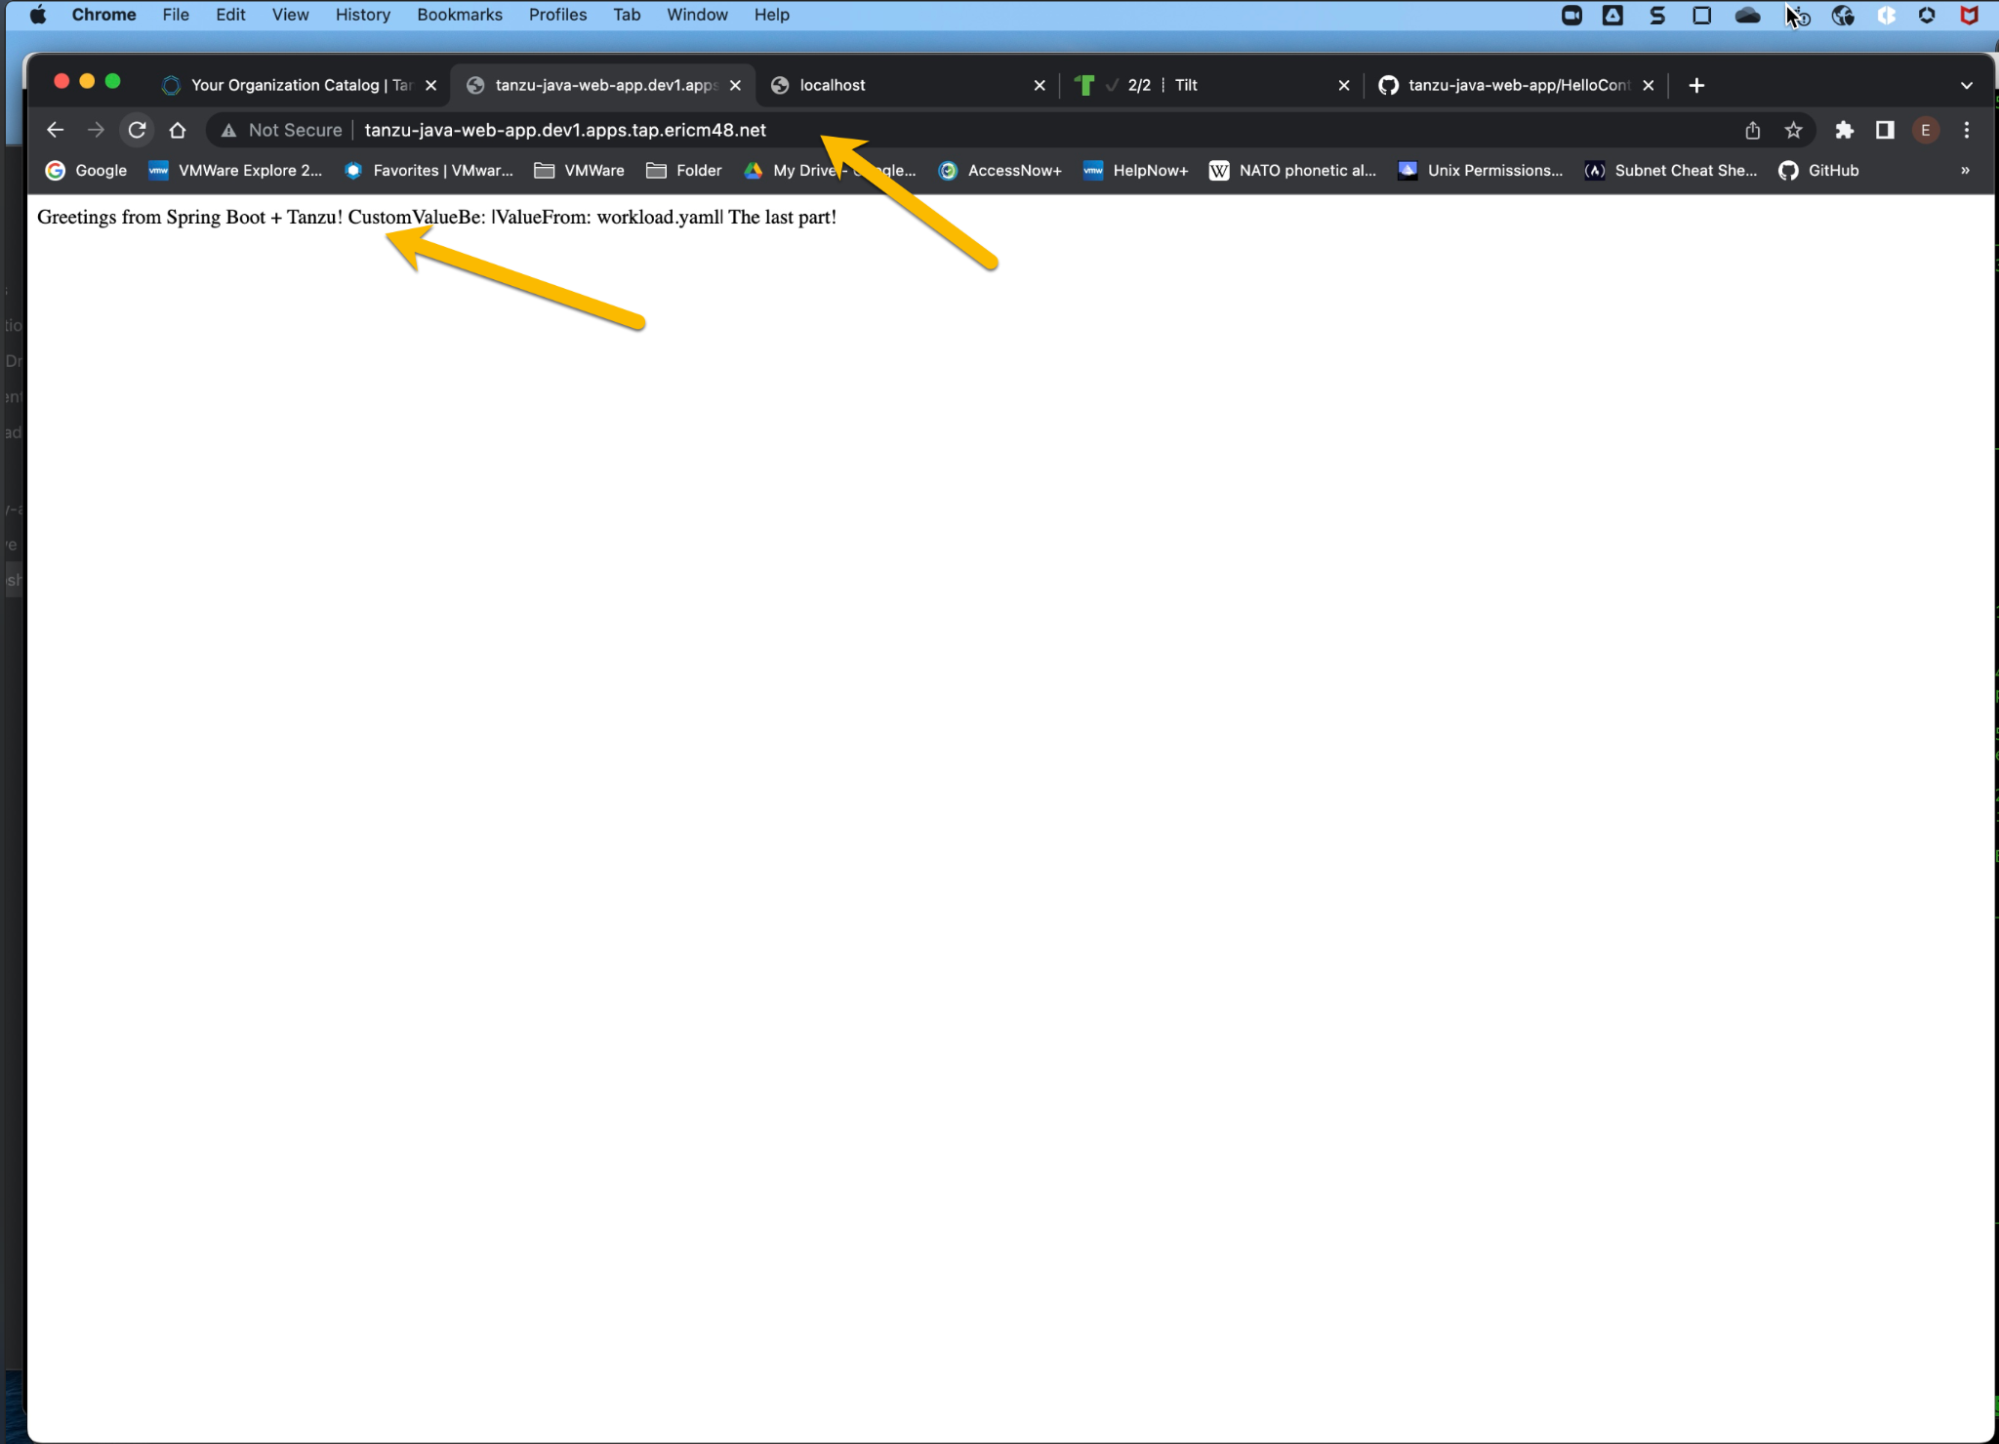 Chrome File Edit View History Bookmarks Profiles Tab Window Help
Your Organization Catalog | Tan
tanzu-java-web-app.dev1.apps
localhost
2/2 ¦ Tilt
tanzu-java-web-app/HelloCont
Not Secure | tanzu-java-web-app.dev1.apps.tap.ericm48.net
E
Google vmw VMWare Explore 2... Favorites | VMwar... VMWare Folder My Drive - ...gle... AccessNow+ vmw HelpNow+ W NATO phonetic al... Unix Permissions... Subnet Cheat She... GitHub »
Greetings from Spring Boot + Tanzu! CustomValueBe: |ValueFrom: workload.yaml| The last part!